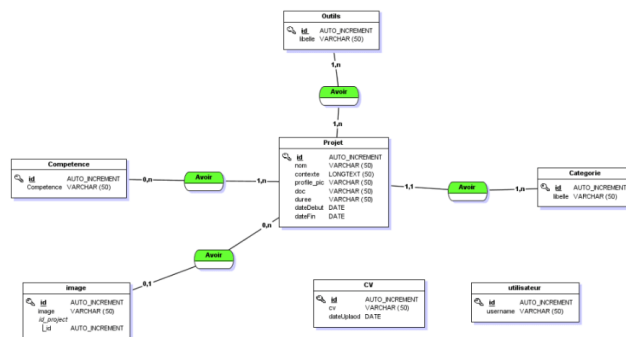 Outils
id AUTO_INCREMENT
libelle VARCHAR (50)
1,n
Avoir
1,n
Projet
id AUTO_INCREMENT
nom VARCHAR (50)
contexte LONGTEXT (50)
profile_pic VARCHAR (50)
doc VARCHAR (50)
duree VARCHAR (50)
dateDebut DATE
dateFin DATE
Competence
id AUTO_INCREMENT
Competence VARCHAR (50)
0,n
Avoir
1,n
1,1
Avoir
1,n
Categorie
id AUTO_INCREMENT
libelle VARCHAR (50)
0,n
Avoir
0,1
image
id AUTO_INCREMENT
image VARCHAR (50)
id_project
_id AUTO_INCREMENT
CV
id AUTO_INCREMENT
cv VARCHAR (50)
dateUplaod DATE
utilisateur
id AUTO_INCREMENT
username VARCHAR (50)